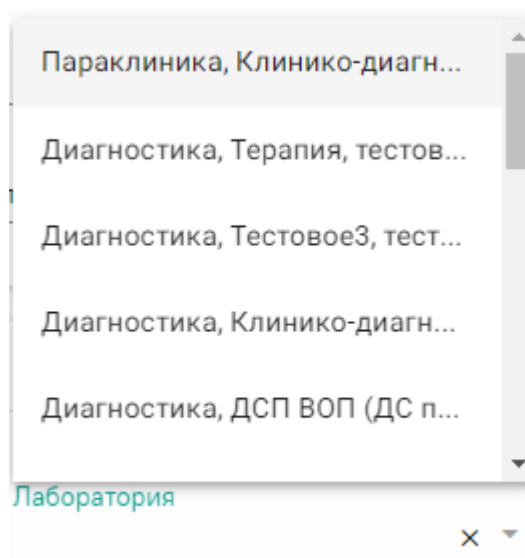 Параклиника, Клинико-диагн...
Диагностика, Терапия, тестов...
Диагностика, Тестовое3, тест...
Диагностика, Клинико-диагн...
Диагностика, ДСП ВОП (ДС п...
Лаборатория